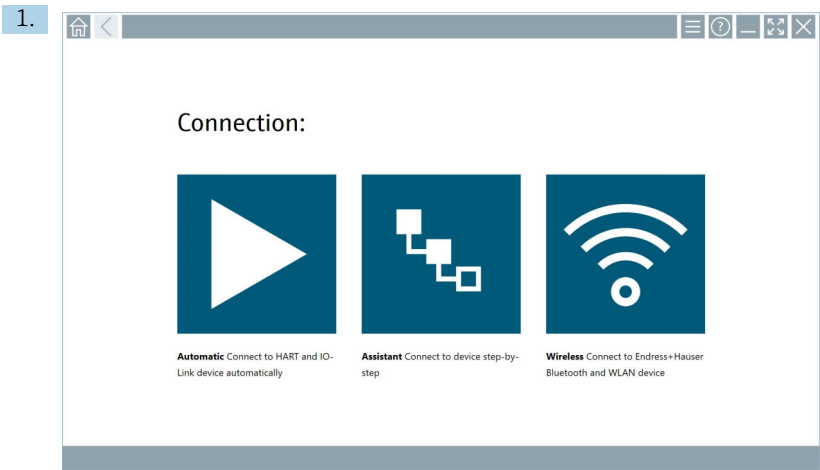 1.
Connection:
Automatic Connect to HART and IO-
Link device automatically
Assistant Connect to device step-by-
step
Wireless Connect to Endress+Hauser
Bluetooth and WLAN device